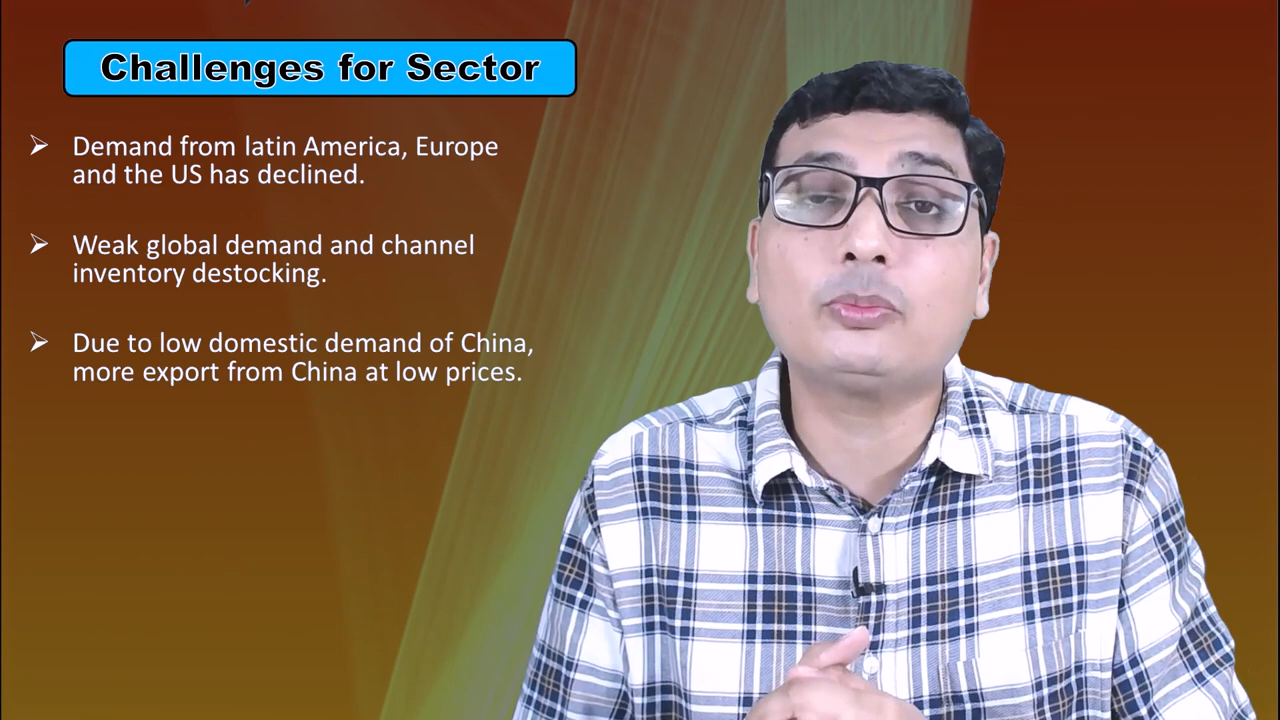 Challenges for Sector
➢ Demand from latin America, Europe
and the US has declined.
➢ Weak global demand and channel
inventory destocking.
➢ Due to low domestic demand of China,
more export from China at low prices.